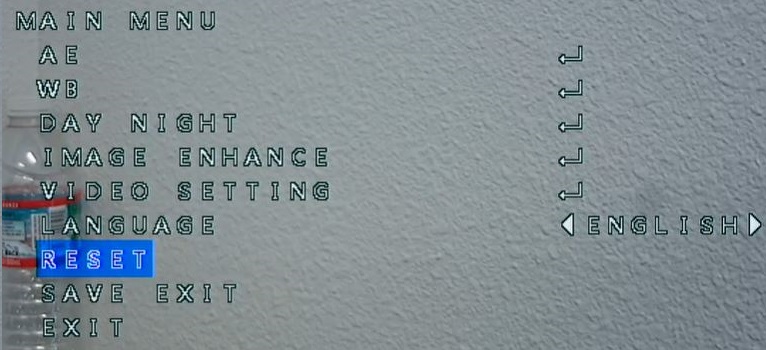 MAIN MENU
AE ↵
WB ↵
DAY NIGHT ↵
IMAGE ENHANCE ↵
VIDEO SETTING ↵
LANGUAGE ◀ENGLISH▶
RESET
SAVE EXIT
EXIT